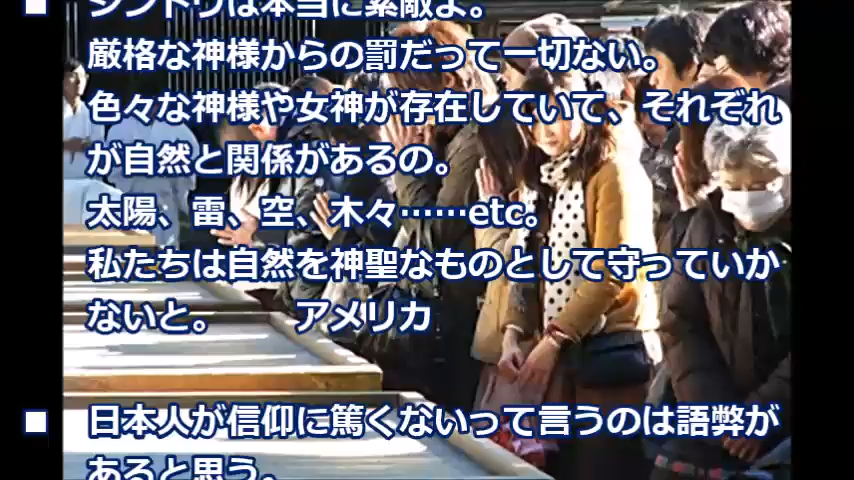 ■ シントウは本当に素敵よ。
厳格な神様からの罰だって一切ない。
色々な神様や女神が存在していて、それぞれ
が自然と関係があるの。
太陽、雷、空、木々……etc。
私たちは自然を神聖なものとして守っていか
ないと。　　アメリカ
■ 日本人が信仰に篤くないって言うのは語弊が
あると思う。